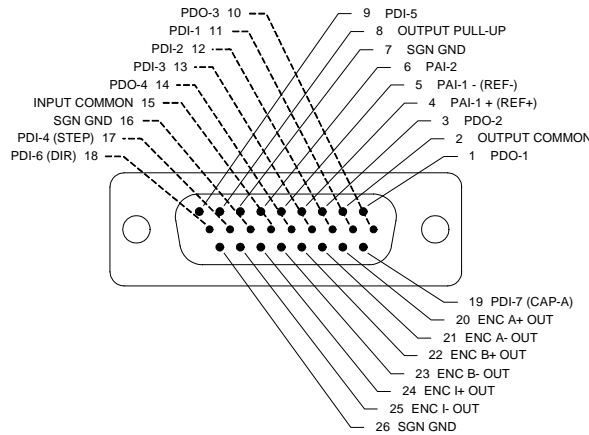 PDO-3 10
PDI-1 11
PDI-2 12
PDI-3 13
PDO-4 14
INPUT COMMON 15
SGN GND 16
PDI-4 (STEP) 17
PDI-6 (DIR) 18
9 PDI-5
8 OUTPUT PULL-UP
7 SGN GND
6 PAI-2
5 PAI-1 - (REF-)
4 PAI-1 + (REF+)
3 PDO-2
2 OUTPUT COMMON
1 PDO-1
19 PDI-7 (CAP-A)
20 ENC A+ OUT
21 ENC A- OUT
22 ENC B+ OUT
23 ENC B- OUT
24 ENC I+ OUT
25 ENC I- OUT
26 SGN GND